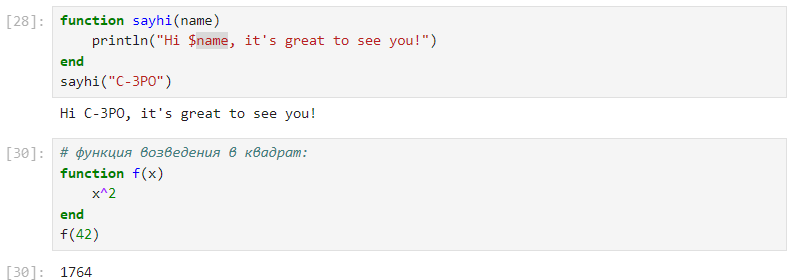 [28]: function sayhi(name)
    println("Hi $name, it's great to see you!")
end
sayhi("C-3PO")
Hi C-3PO, it's great to see you!
[30]: # функция возведения в квадрат:
function f(x)
    x^2
end
f(42)
[30]: 1764